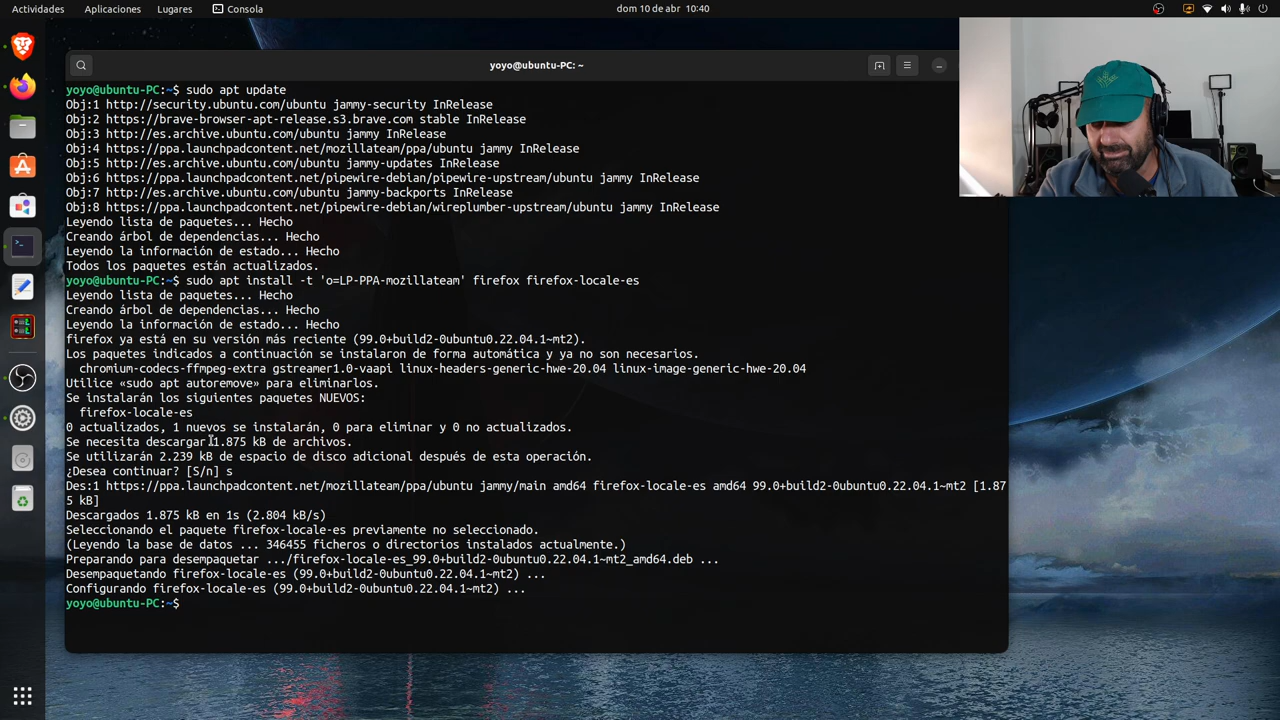 Actividades Aplicaciones Lugares Consola dom 10 de abr 10:40
yoyo@ubuntu-PC: ~
yoyo@ubuntu-PC:~$ sudo apt update
Obj:1 http://security.ubuntu.com/ubuntu jammy-security InRelease
Obj:2 https://brave-browser-apt-release.s3.brave.com stable InRelease
Obj:3 http://es.archive.ubuntu.com/ubuntu jammy InRelease
Obj:4 https://ppa.launchpadcontent.net/mozillateam/ppa/ubuntu jammy InRelease
Obj:5 http://es.archive.ubuntu.com/ubuntu jammy-updates InRelease
Obj:6 https://ppa.launchpadcontent.net/pipewire-debian/pipewire-upstream/ubuntu jammy InRelease
Obj:7 http://es.archive.ubuntu.com/ubuntu jammy-backports InRelease
Obj:8 https://ppa.launchpadcontent.net/pipewire-debian/wireplumber-upstream/ubuntu jammy InRelease
Leyendo lista de paquetes... Hecho
Creando árbol de dependencias... Hecho
Leyendo la información de estado... Hecho
Todos los paquetes están actualizados.
yoyo@ubuntu-PC:~$ sudo apt install -t 'o=LP-PPA-mozillateam' firefox firefox-locale-es
Leyendo lista de paquetes... Hecho
Creando árbol de dependencias... Hecho
Leyendo la información de estado... Hecho
firefox ya está en su versión más reciente (99.0+build2-0ubuntu0.22.04.1~mt2).
Los paquetes indicados a continuación se instalaron de forma automática y ya no son necesarios.
chromium-codecs-ffmpeg-extra gstreamer1.0-vaapi linux-headers-generic-hwe-20.04 linux-image-generic-hwe-20.04
Utilice «sudo apt autoremove» para eliminarlos.
Se instalarán los siguientes paquetes NUEVOS:
firefox-locale-es
0 actualizados, 1 nuevos se instalarán, 0 para eliminar y 0 no actualizados.
Se necesita descargar 1.875 kB de archivos.
Se utilizarán 2.239 kB de espacio de disco adicional después de esta operación.
¿Desea continuar? [S/n] s
Des:1 https://ppa.launchpadcontent.net/mozillateam/ppa/ubuntu jammy/main amd64 firefox-locale-es amd64 99.0+build2-0ubuntu0.22.04.1~mt2 [1.87
5 kB]
Descargados 1.875 kB en 1s (2.804 kB/s)
Seleccionando el paquete firefox-locale-es previamente no seleccionado.
(Leyendo la base de datos ... 346455 ficheros o directorios instalados actualmente.)
Preparando para desempaquetar .../firefox-locale-es_99.0+build2-0ubuntu0.22.04.1~mt2_amd64.deb ...
Desempaquetando firefox-locale-es (99.0+build2-0ubuntu0.22.04.1~mt2) ...
Configurando firefox-locale-es (99.0+build2-0ubuntu0.22.04.1~mt2) ...
yoyo@ubuntu-PC:~$